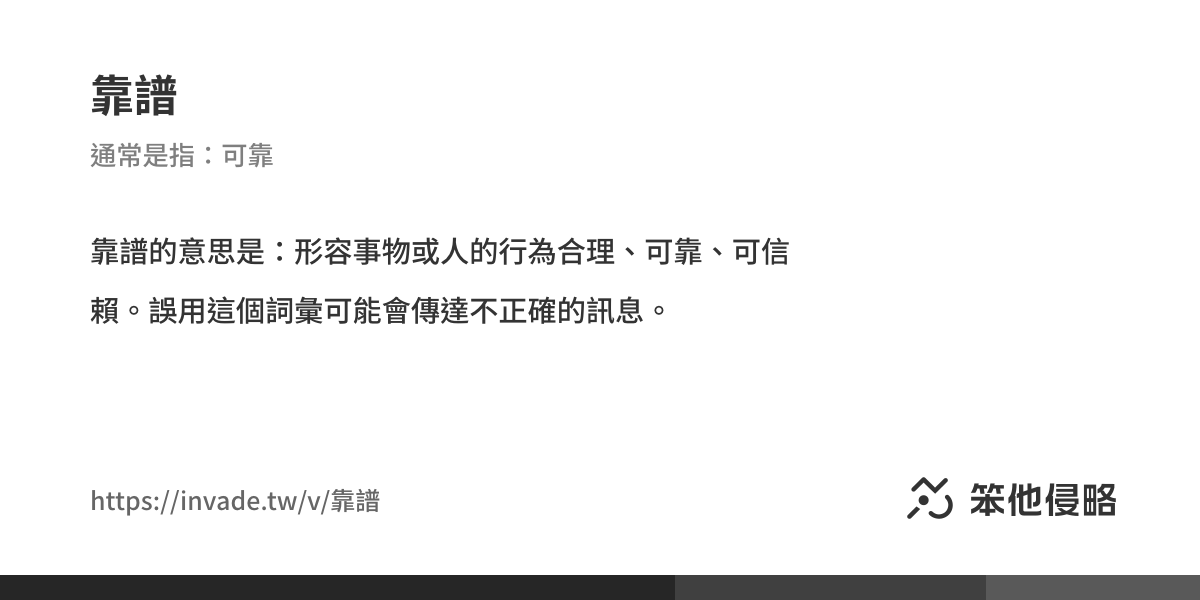 靠譜
通常是指：可靠
靠譜的意思是：形容事物或人的行為合理、可靠、可信
賴。誤用這個詞彙可能會傳達不正確的訊息。
https://invade.tw/v/靠譜
笨他侵略